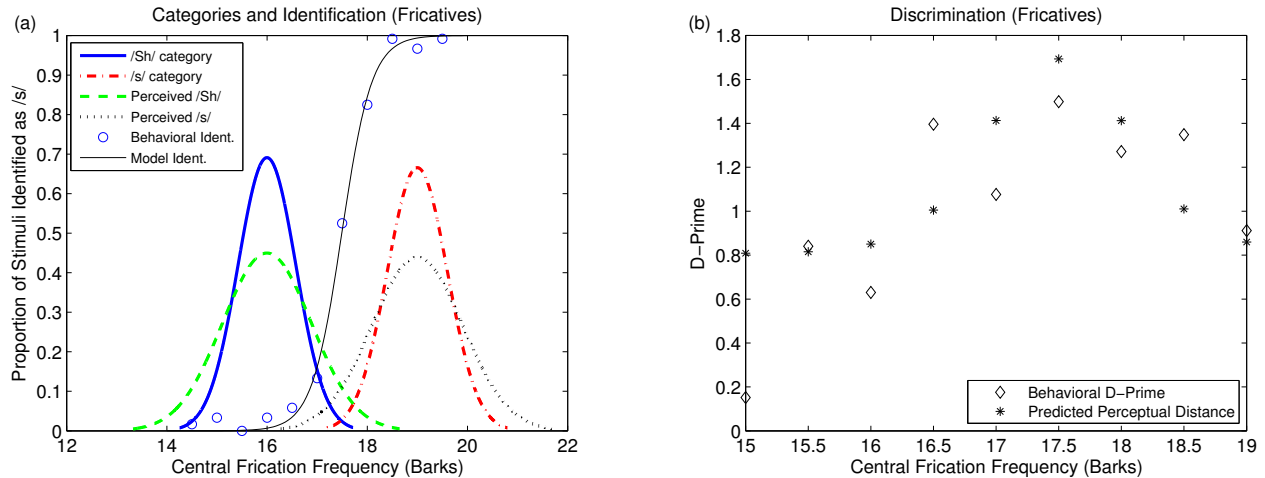 (a)
Categories and Identification (Fricatives)
Proportion of Stimuli Identified as /s/
1
0.9
0.8
0.7
0.6
0.5
0.4
0.3
0.2
0.1
0
/Sh/ category
/s/ category
Perceived /Sh/
Perceived /s/
Behavioral Ident.
Model Ident.
12 14 16 18 20 22
Central Frication Frequency (Barks)
(b)
Discrimination (Fricatives)
D−Prime
1.8
1.6
1.4
1.2
1
0.8
0.6
0.4
0.2
0
Behavioral D−Prime
Predicted Perceptual Distance
15 15.5 16 16.5 17 17.5 18 18.5 19
Central Frication Frequency (Barks)